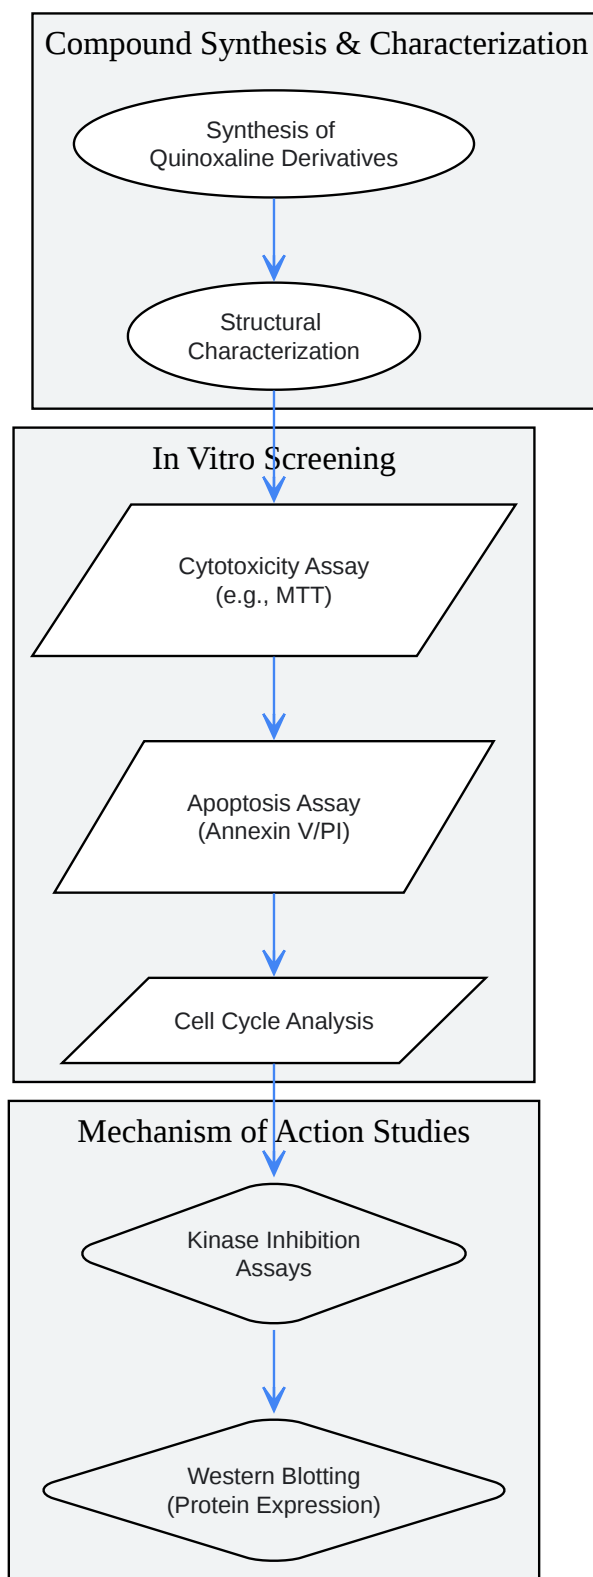 Compound Synthesis & Characterization
Synthesis of
Quinoxaline Derivatives
Structural
Characterization
In Vitro Screening
Cytotoxicity Assay
(e.g., MTT)
Apoptosis Assay
(Annexin V/PI)
Cell Cycle Analysis
Mechanism of Action Studies
Kinase Inhibition
Assays
Western Blotting
(Protein Expression)